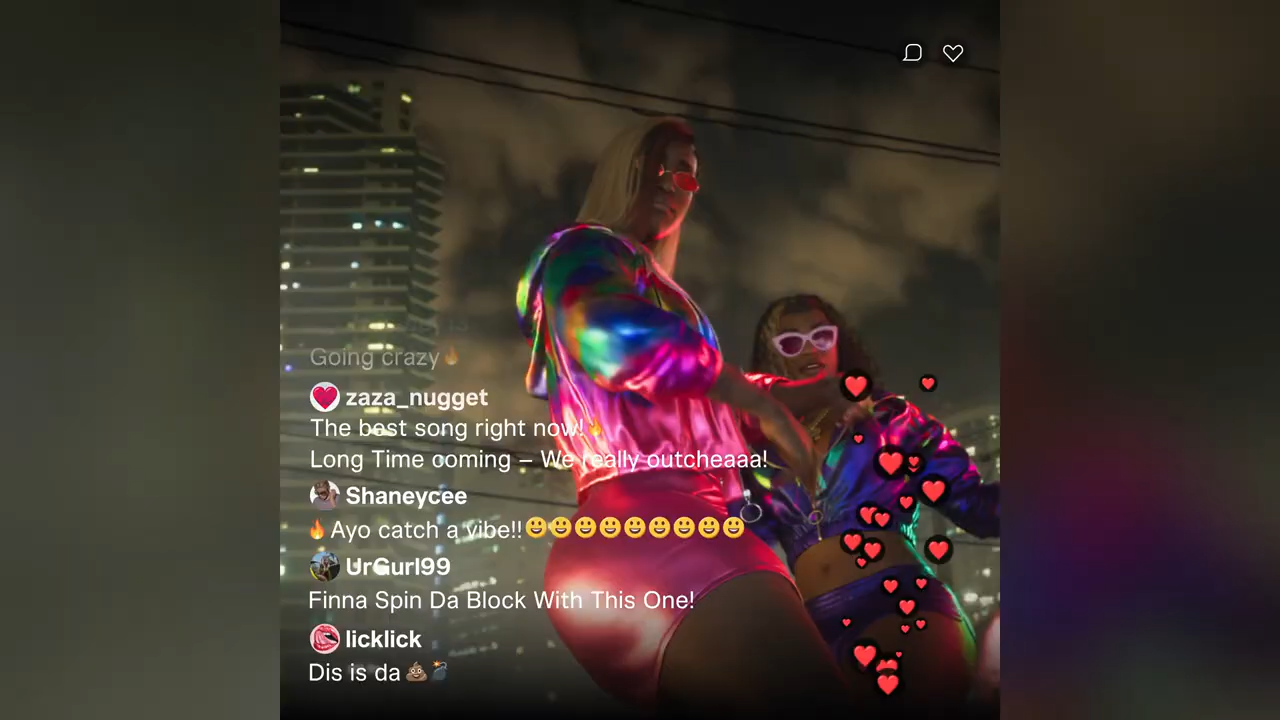 Going crazy🔥
zaza_nugget
The best song right now!🔥
Long Time coming – We really outcheaaa!
Shaneycee
🔥Ayo catch a vibe!!😀😀😀😀😀😀😀😀😀
UrGurl99
Finna Spin Da Block With This One!
licklick
Dis is da💩💣